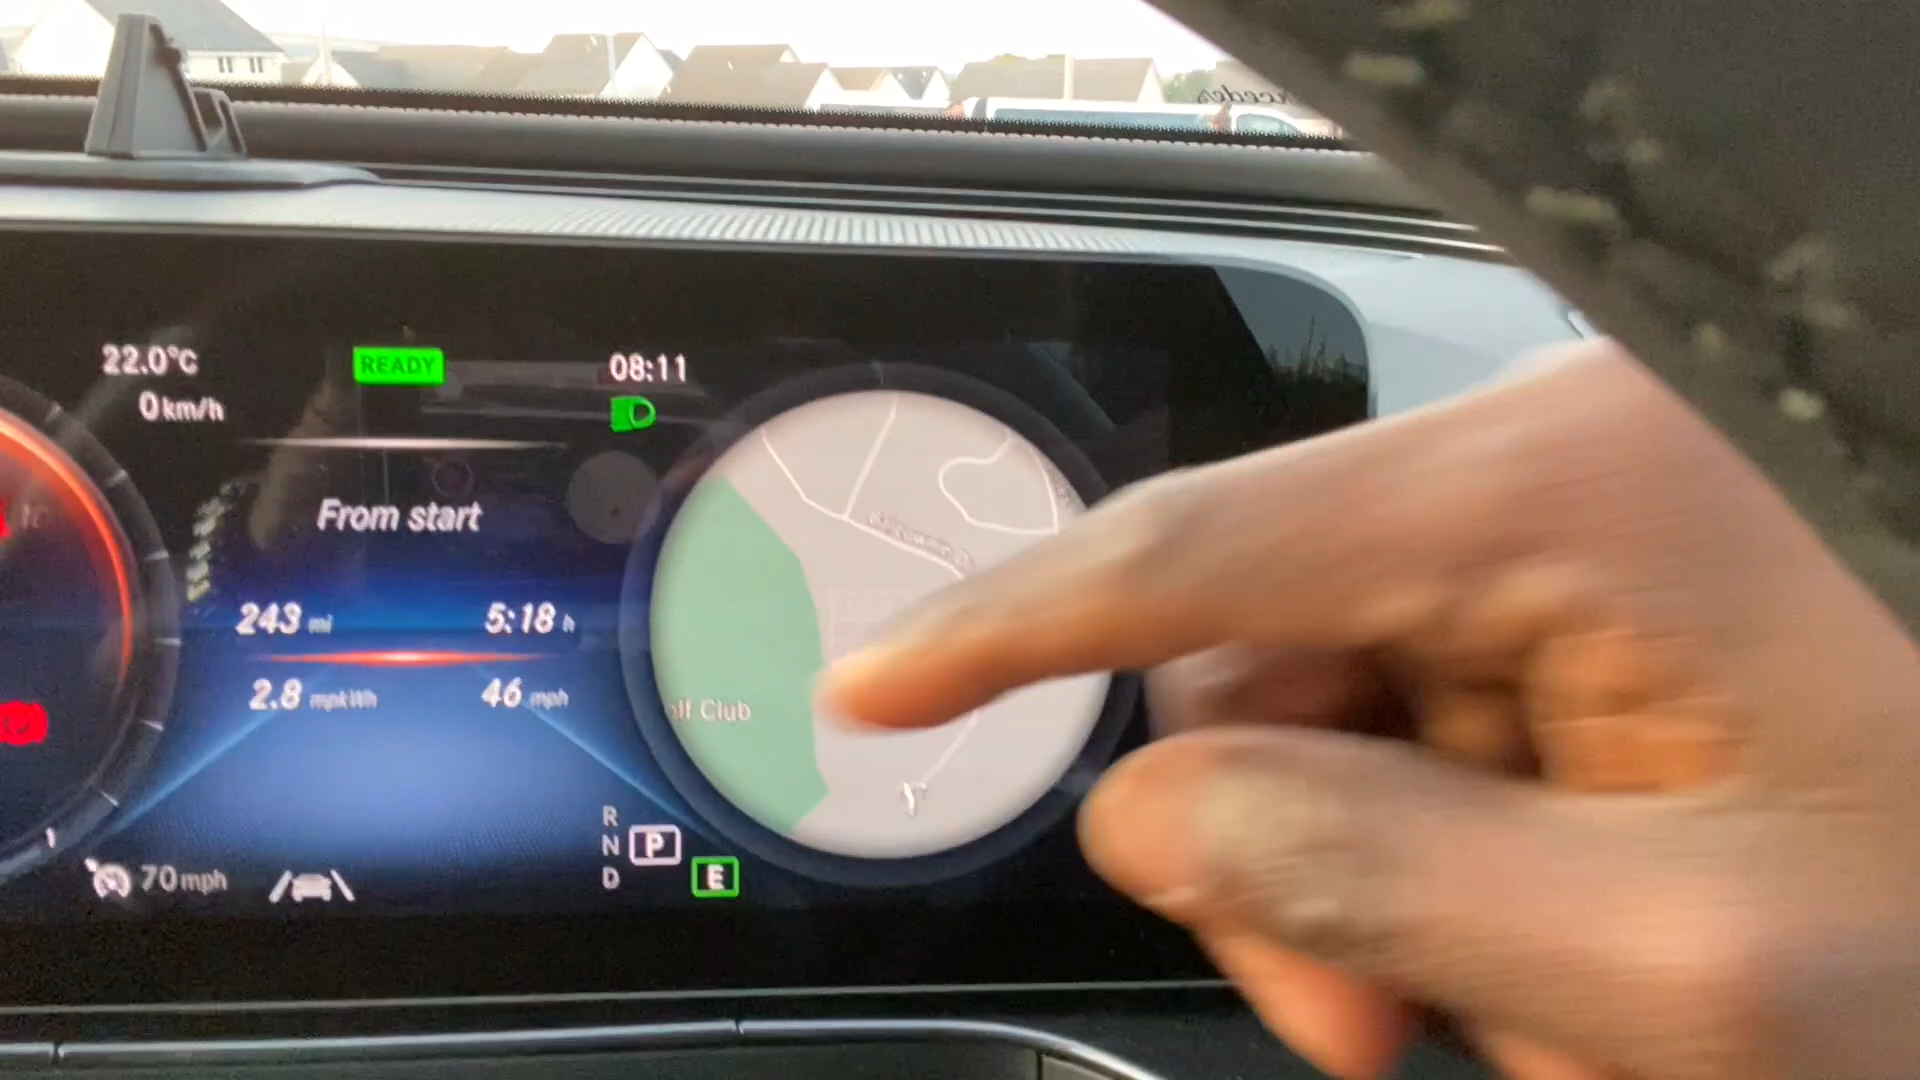 22.0°C
READY
08:11
0 km/h
From start
243 mi
5:18 h
2.8 mpkWh
46 mph
lf Club
R
N P
D
E
1
70 mph